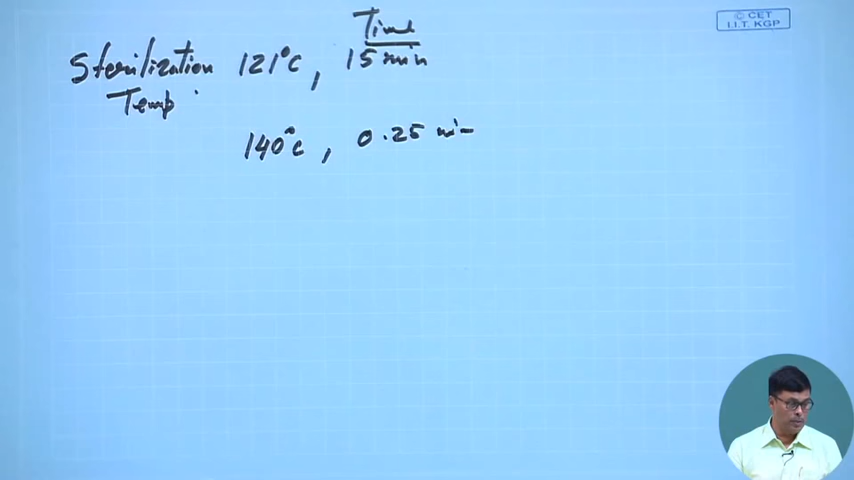 Time
Sterilization 121°C, 15 min
Temp.
140°C, 0.25 min
© CET
I.I.T. KGP